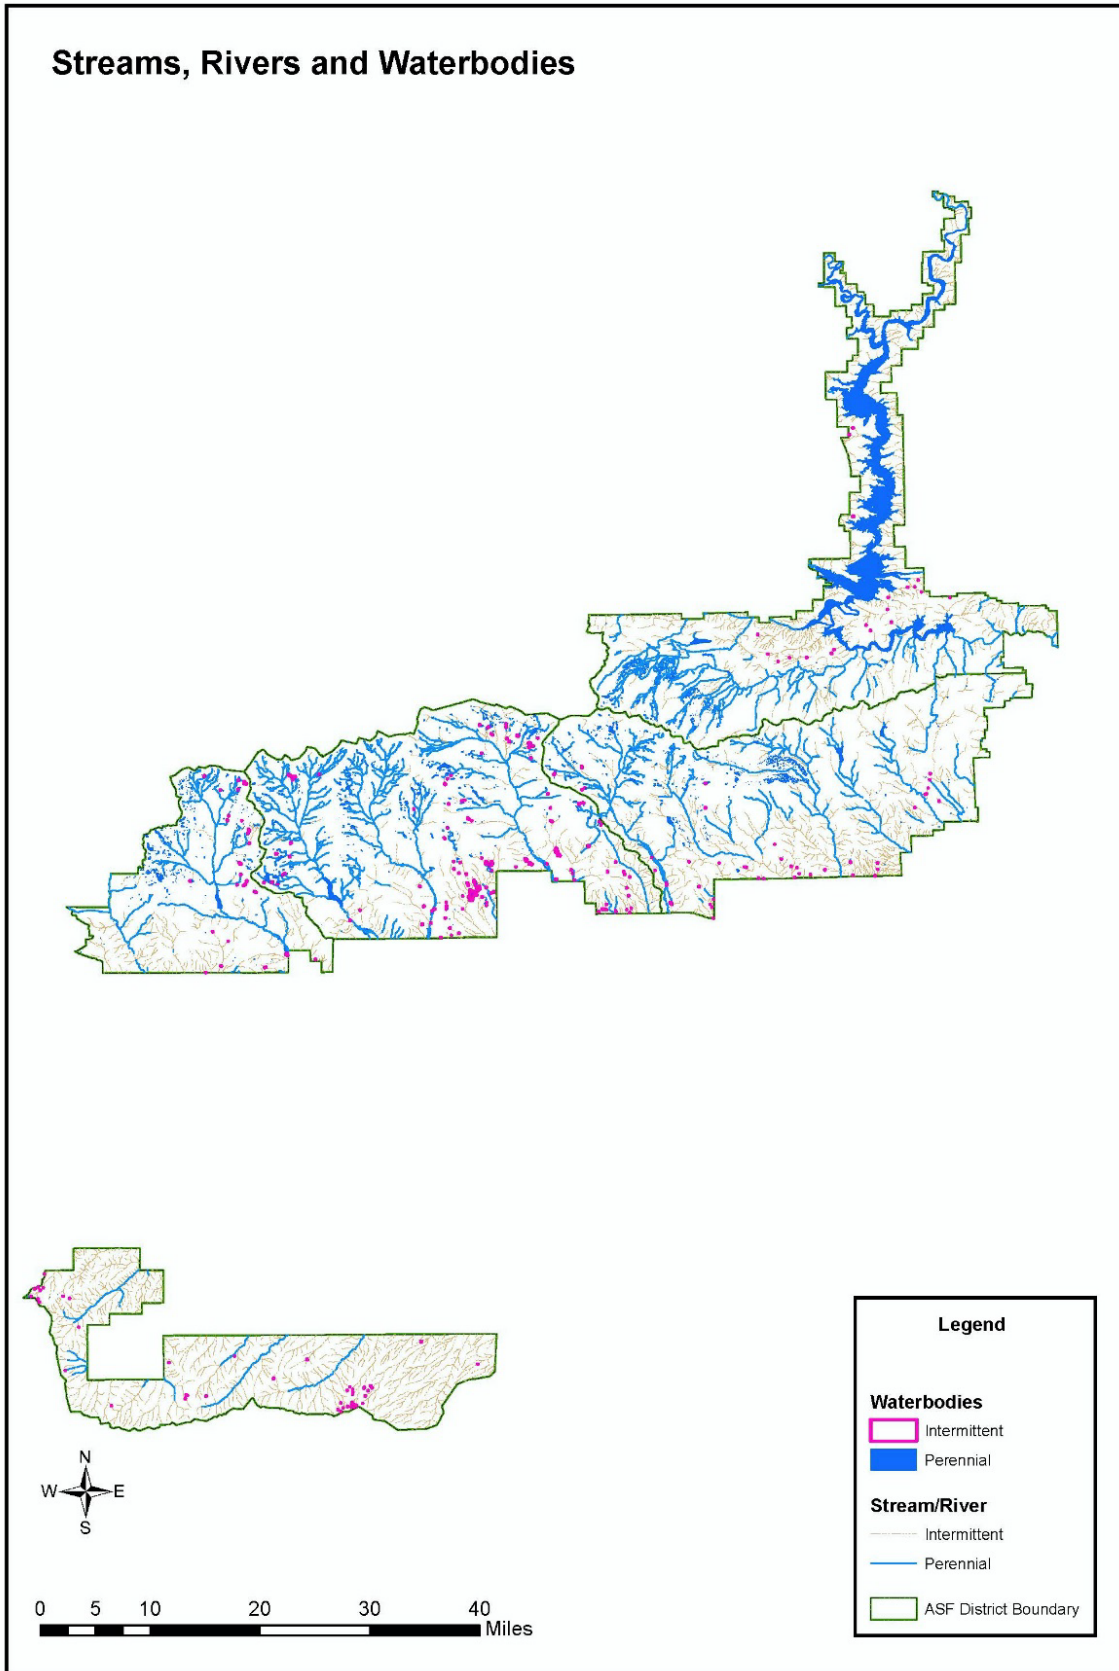 Streams, Rivers and Waterbodies
Legend
Waterbodies
Intermittent
Perennial
Stream/River
Intermittent
Perennial
ASF District Boundary
N
W E
S
0 5 10 20 30 40
Miles